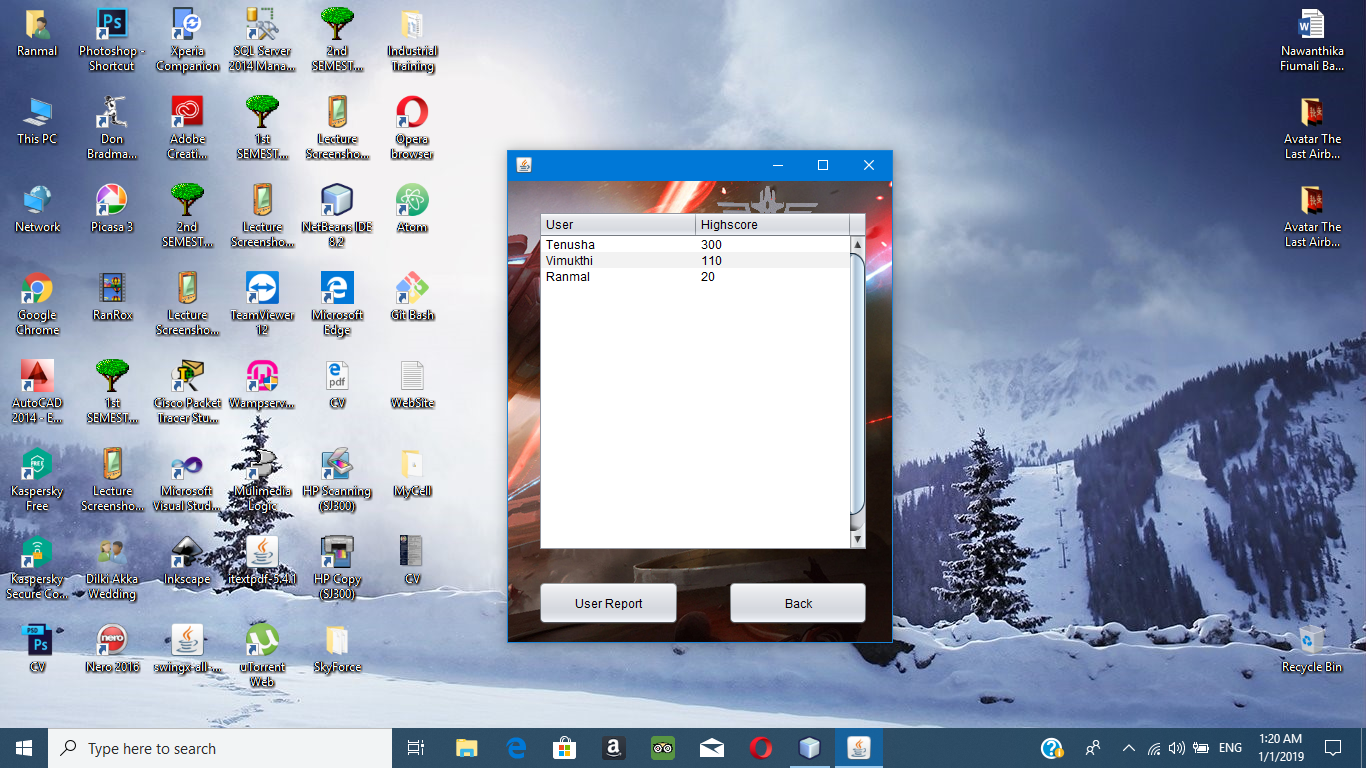 Ranmal
Photoshop -
Shortcut
Xperia
Companion
SQL Server
2014 Mana...
2nd
SEMEST...
Industrial
Training
Nawanthika
Fiumali Ba...
This PC
Don
Bradma...
Adobe
Creati...
1st
SEMEST...
Lecture
Screensho...
Opera
browser
Avatar The
Last Airb...
Network
Picasa 3
2nd
SEMEST...
Lecture
Screensho...
NetBeans IDE
8.2
Atom
Avatar The
Last Airb...
Google
Chrome
RanRox
Lecture
Screensho...
TeamViewer
12
Microsoft
Edge
Git Bash
AutoCAD
2014 - E...
1st
SEMEST...
Cisco Packet
Tracer Stu...
Wampserv...
CV
WebSite
Kaspersky
Free
Lecture
Screensho...
Microsoft
Visual Stud...
Mulimedia
Logic
HP Scanning
(SJ300)
MyCell
Kaspersky
Secure Co...
Dilki Akka
Wedding
Inkscape
itextpdf-5.4.1
HP Copy
(SJ300)
CV
CV
Nero 2016
swingx-all-...
uTorrent
Web
SkyForce
Recycle Bin
User Highscore
Tenusha 300
Vimukthi 110
Ranmal 20
User Report
Back
Type here to search
ENG
1:20 AM
1/1/2019